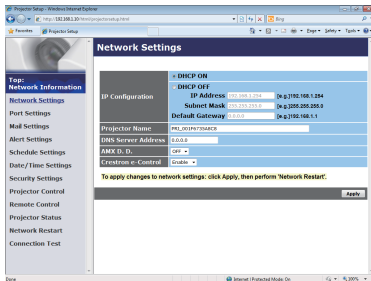 Projector Setup - Windows Internet Explorer
http://192.168.1.10/html/projectorsetup.html
Bing
Favorites
Projector Setup
Page
Safety
Tools
Network Settings
Top:
Network Information
Network Settings
Port Settings
Mail Settings
Alert Settings
Schedule Settings
Date/Time Settings
Security Settings
Projector Control
Remote Control
Projector Status
Network Restart
Connection Test
IP Configuration
DHCP ON
DHCP OFF
IP Address 192.168.1.254 [e.g.]192.168.1.254
Subnet Mask 255.255.255.0 [e.g.]255.255.255.0
Default Gateway 0.0.0.0 [e.g.]192.168.1.1
Projector Name
DNS Server Address 0.0.0.0
AMX D. D. OFF
Crestron e-Control Enable
To apply changes to network settings: click Apply, then perform 'Network Restart'.
Apply
Done
Internet | Protected Mode: On
100%